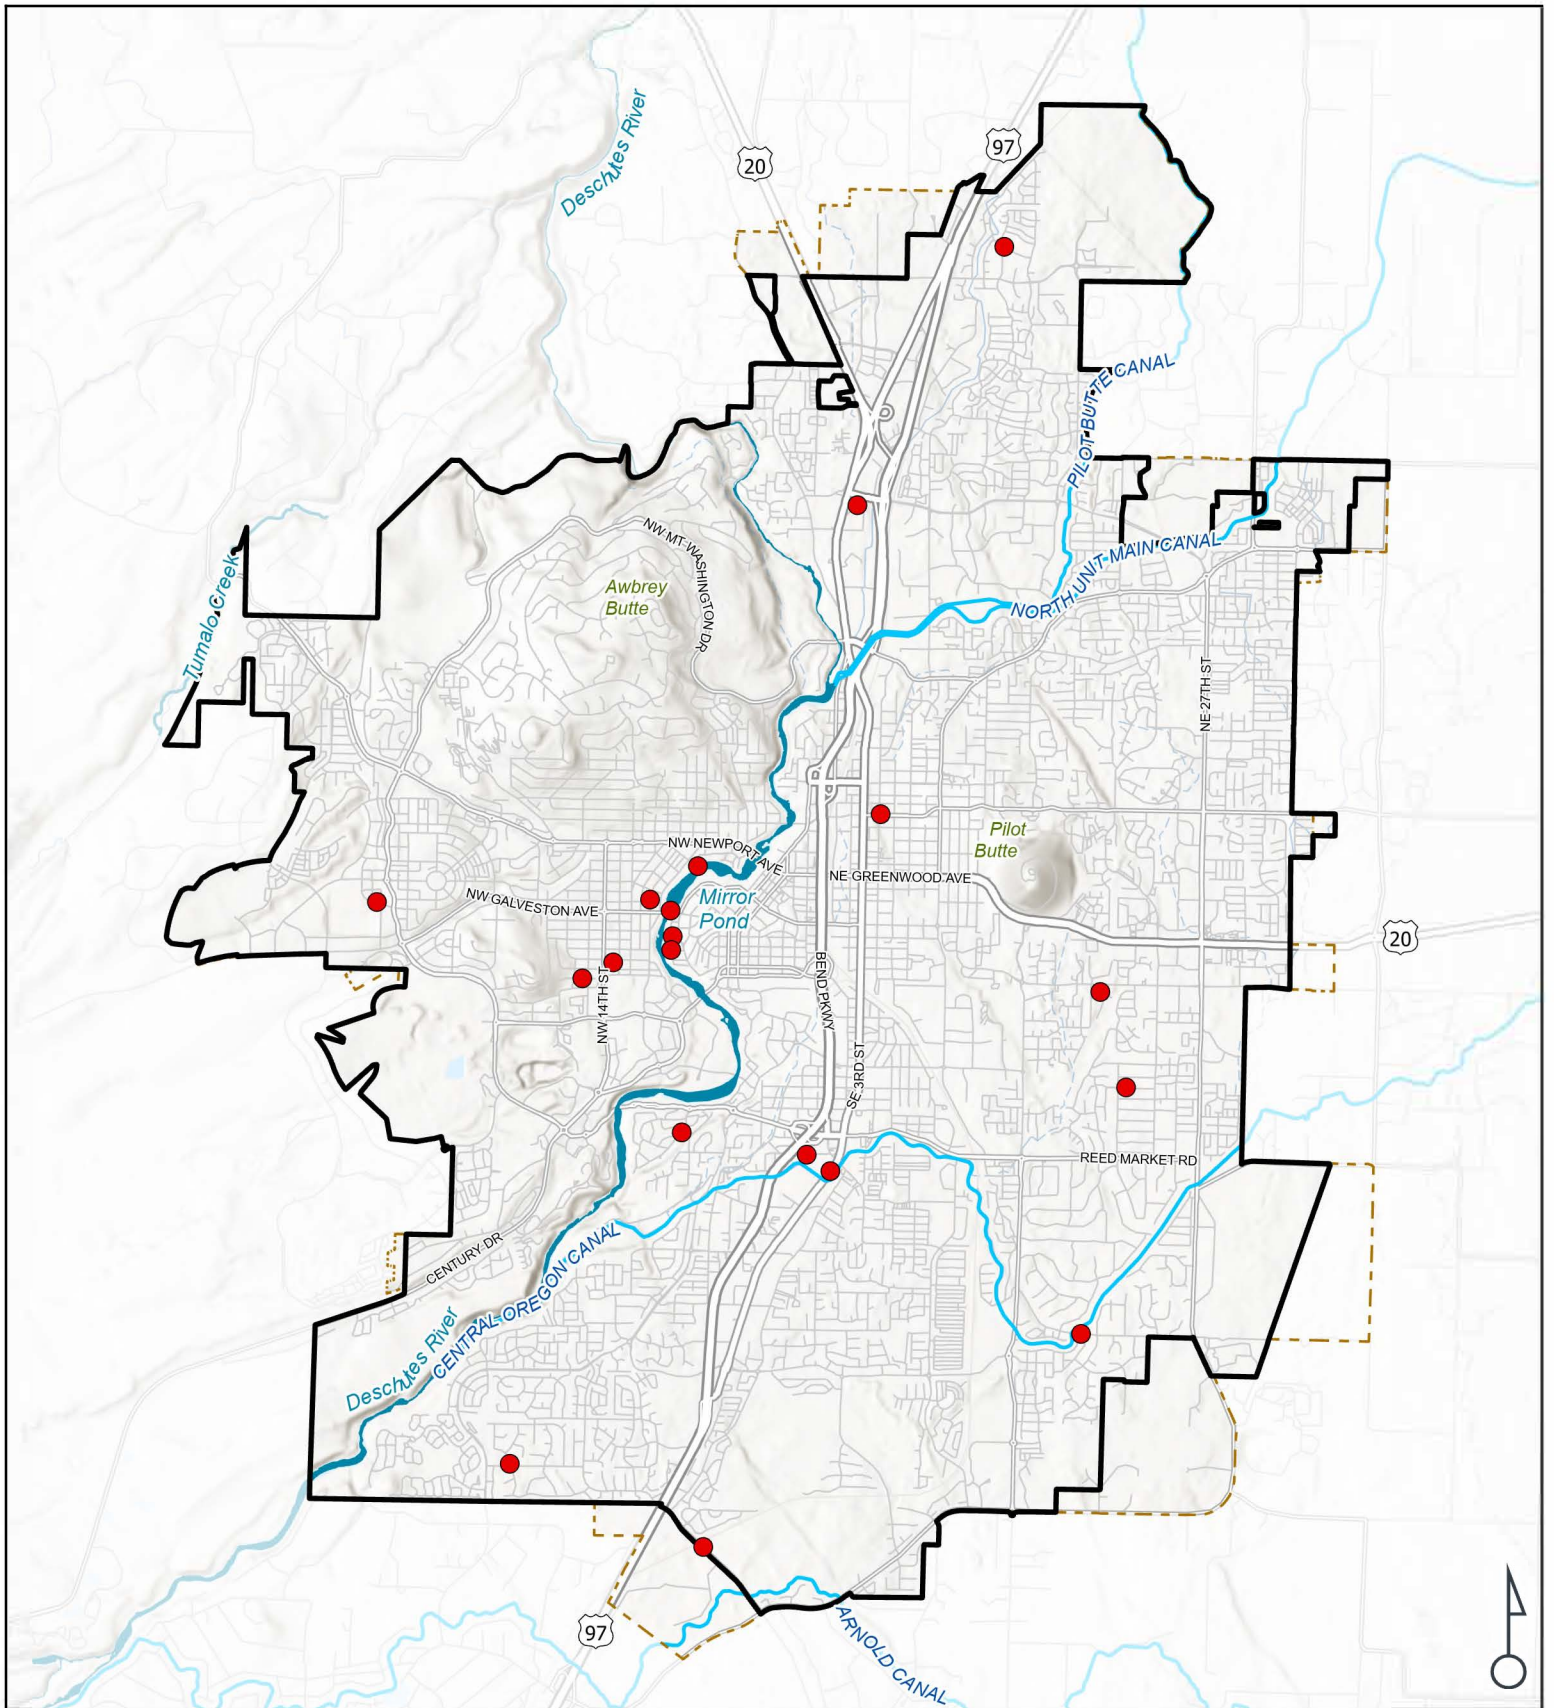 Deschutes River
20
97
PILOT BUTTE CANAL
NW MT WASHINGTON DR
Awbrey
Butte
NORTH UNIT MAIN CANAL
Tumalo Creek
NE 27TH ST
NW NEWPORT AVE
Pilot
Butte
NE GREENWOOD AVE
NW GALVESTON AVE
Mirror
Pond
20
BEND PKWY
NW 14TH ST
SE 3RD ST
REED MARKET RD
CENTURY DR
CENTRAL OREGON CANAL
Deschutes River
97
ARNOLD CANAL